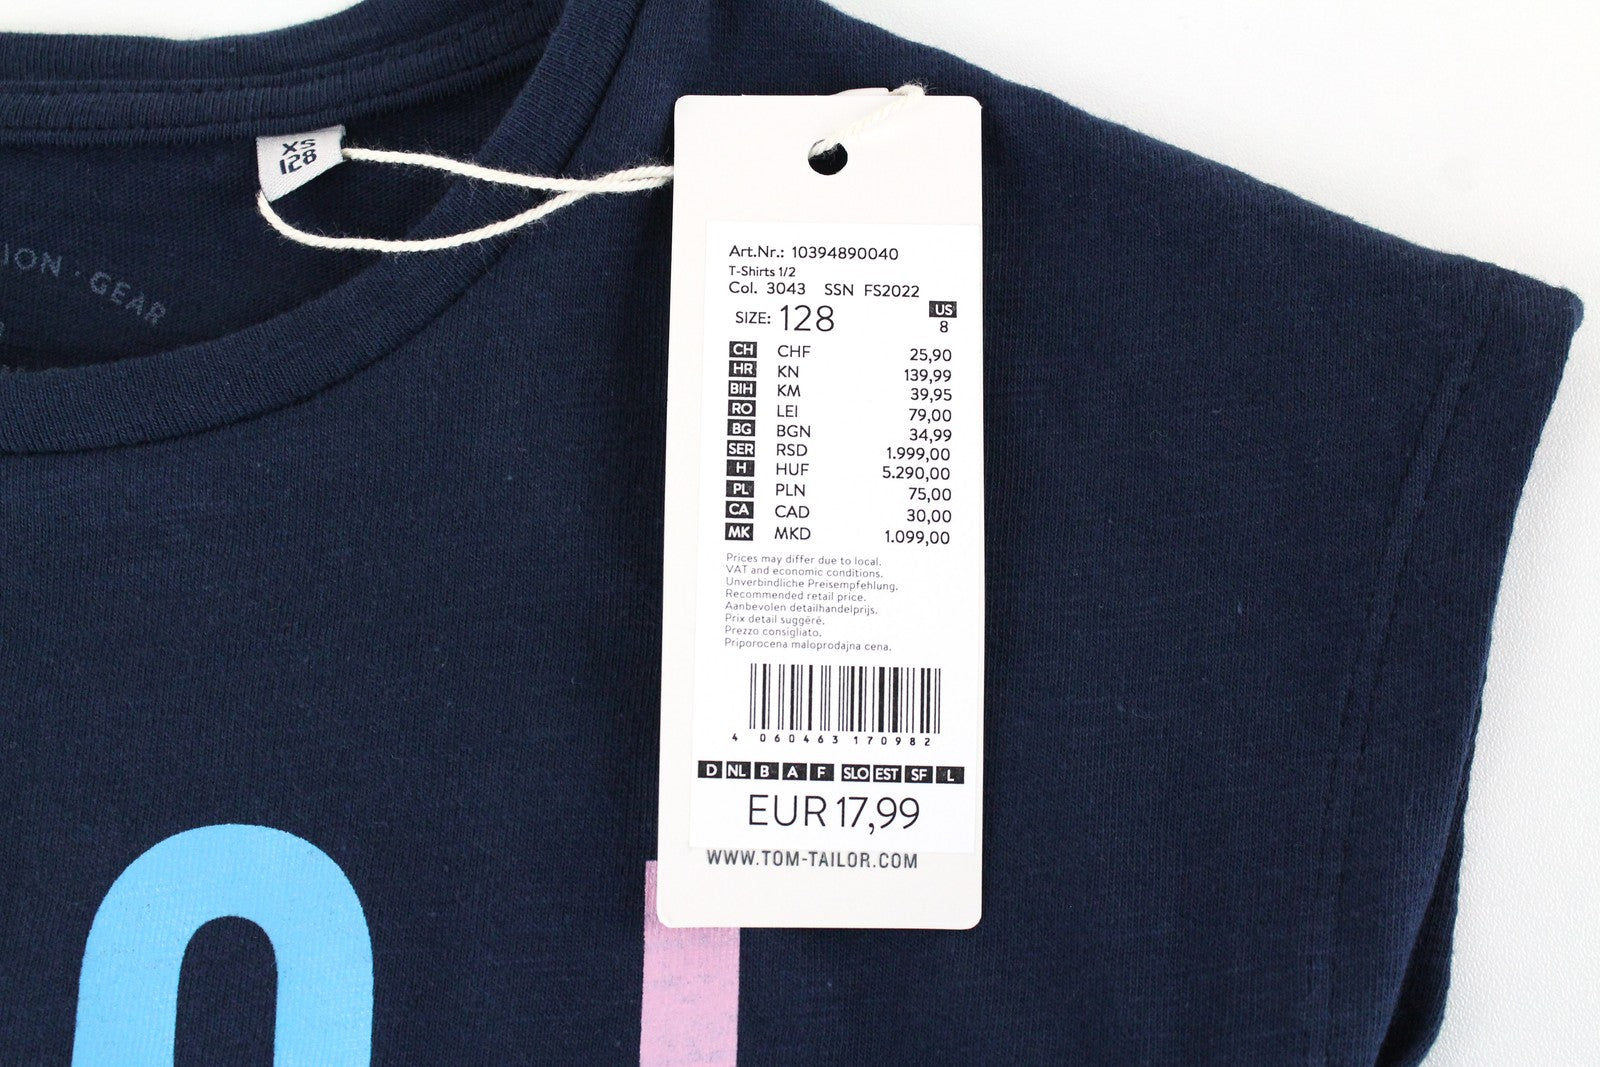 XS
128
ION · GEAR
Art.Nr.: 10394890040
T-Shirts 1/2
Col. 3043 SSN FS2022
SIZE: 128 US 8
CH CHF 25,90
HR KN 139,99
BIH KM 39,95
RO LEI 79,00
BG BGN 34,99
SER RSD 1.999,00
H HUF 5.290,00
PL PLN 75,00
CA CAD 30,00
MK MKD 1.099,00
Prices may differ due to local.
VAT and economic conditions.
Unverbindliche Preisempfehlung.
Recommended retail price.
Aanbevolen detailhandelprijs.
Prix detail suggéré.
Prezzo consigliato.
Priporocena maloprodajna cena.
4 060463 170982
D NL B A F SLO EST SF L
EUR 17,99
WWW.TOM-TAILOR.COM